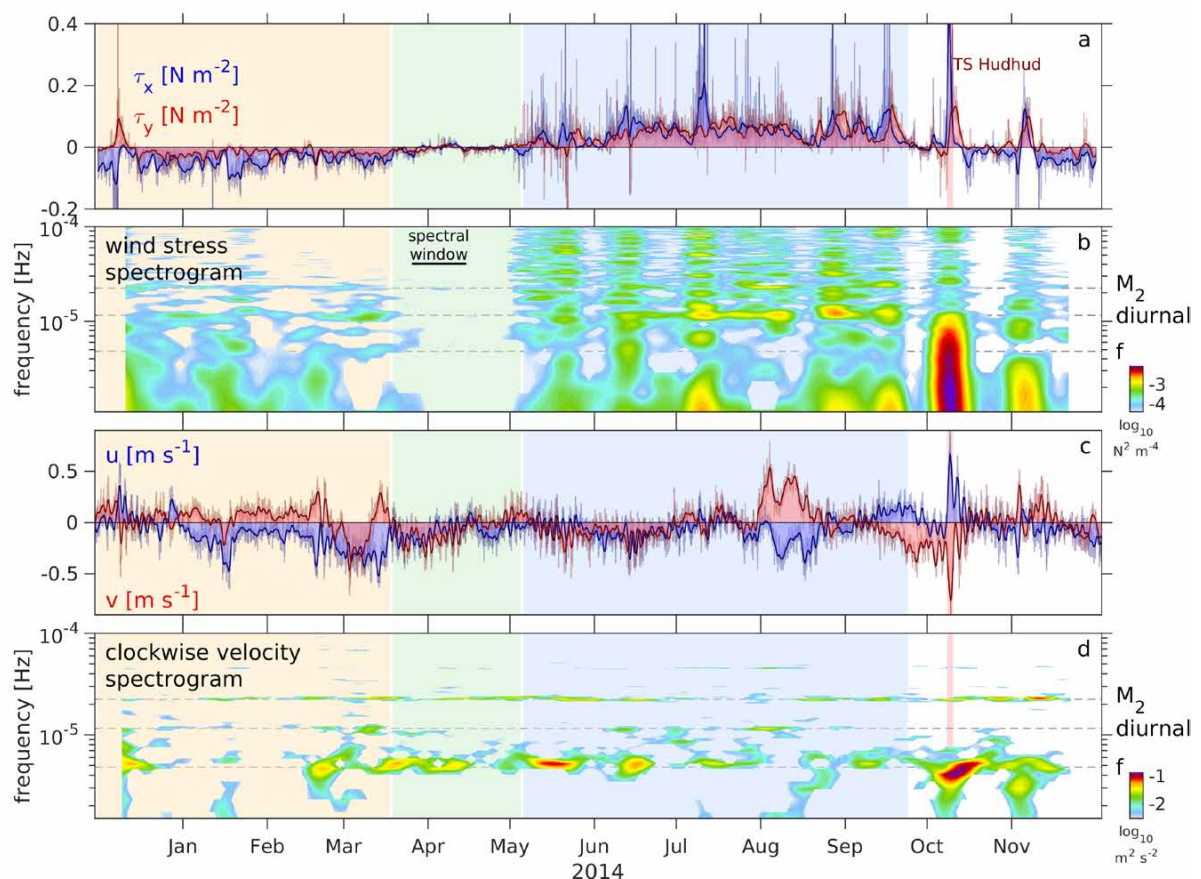 0.4
0.2
0
-0.2
a
τx [N m-2]
τy [N m-2]
TS Hudhud
frequency [Hz]
10-4
10-5
wind stress
spectrogram
spectral
window
b
M2
diurnal
f
-3
-4
log10
N2 m-4
0.5
0
-0.5
u [m s-1]
v [m s-1]
c
frequency [Hz]
10-4
10-5
clockwise velocity
spectrogram
d
M2
diurnal
f
-1
-2
log10
m2 s-2
Jan Feb Mar Apr May Jun Jul Aug Sep Oct Nov
2014